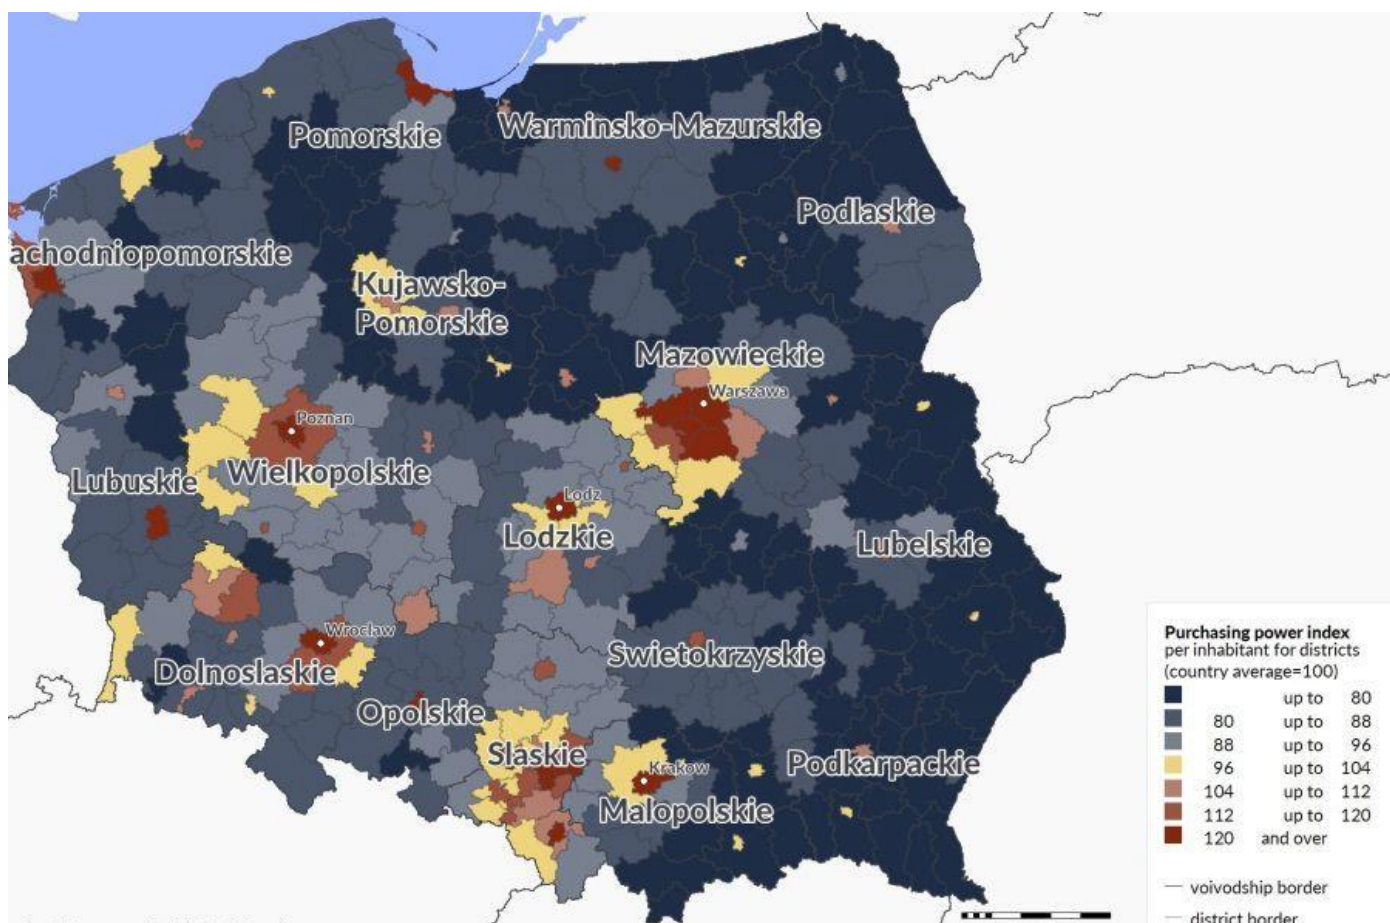 Pomorskie
Warminsko-Mazurskie
Podlaskie
achodniopomorskie
Kujawsko-
Pomorskie
Mazowieckie
Warszawa
Poznan
Wielkopolskie
Lubuskie
Lodz
Lodzkie
Lubelskie
Wroclaw
Dolnoslaskie
Swietokrzyskie
Opolskie
Slaskie
Krakow
Malopolskie
Podkarpackie
Purchasing power index
per inhabitant for districts
(country average=100)
up to 80
80 up to 88
88 up to 96
96 up to 104
104 up to 112
112 up to 120
120 and over
voivodship border
district border